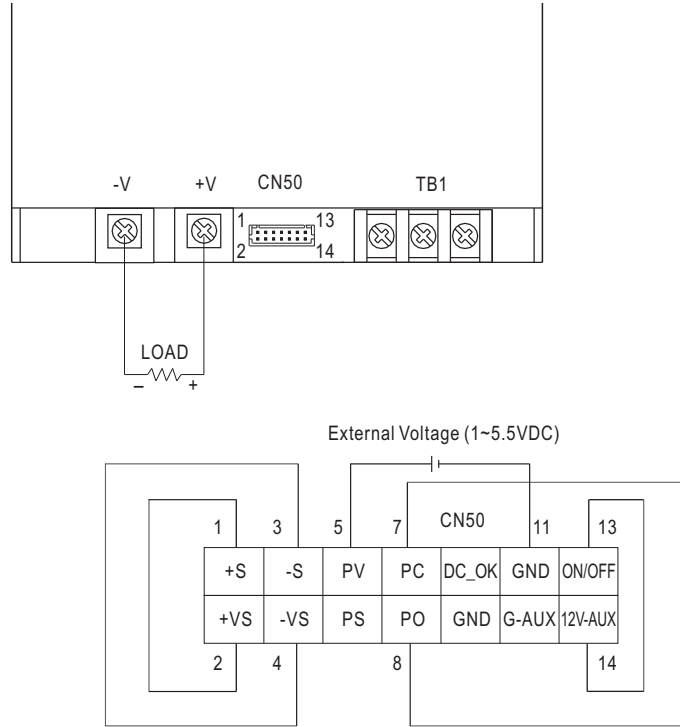 -V +V CN50 TB1
1 13
2 14
LOAD
– +
External Voltage (1~5.5VDC)
1 3 5 7 CN50 11 13
+S -S PV PC DC_OK GND ON/OFF
+VS -VS PS PO GND G-AUX 12V-AUX
2 4 8 14